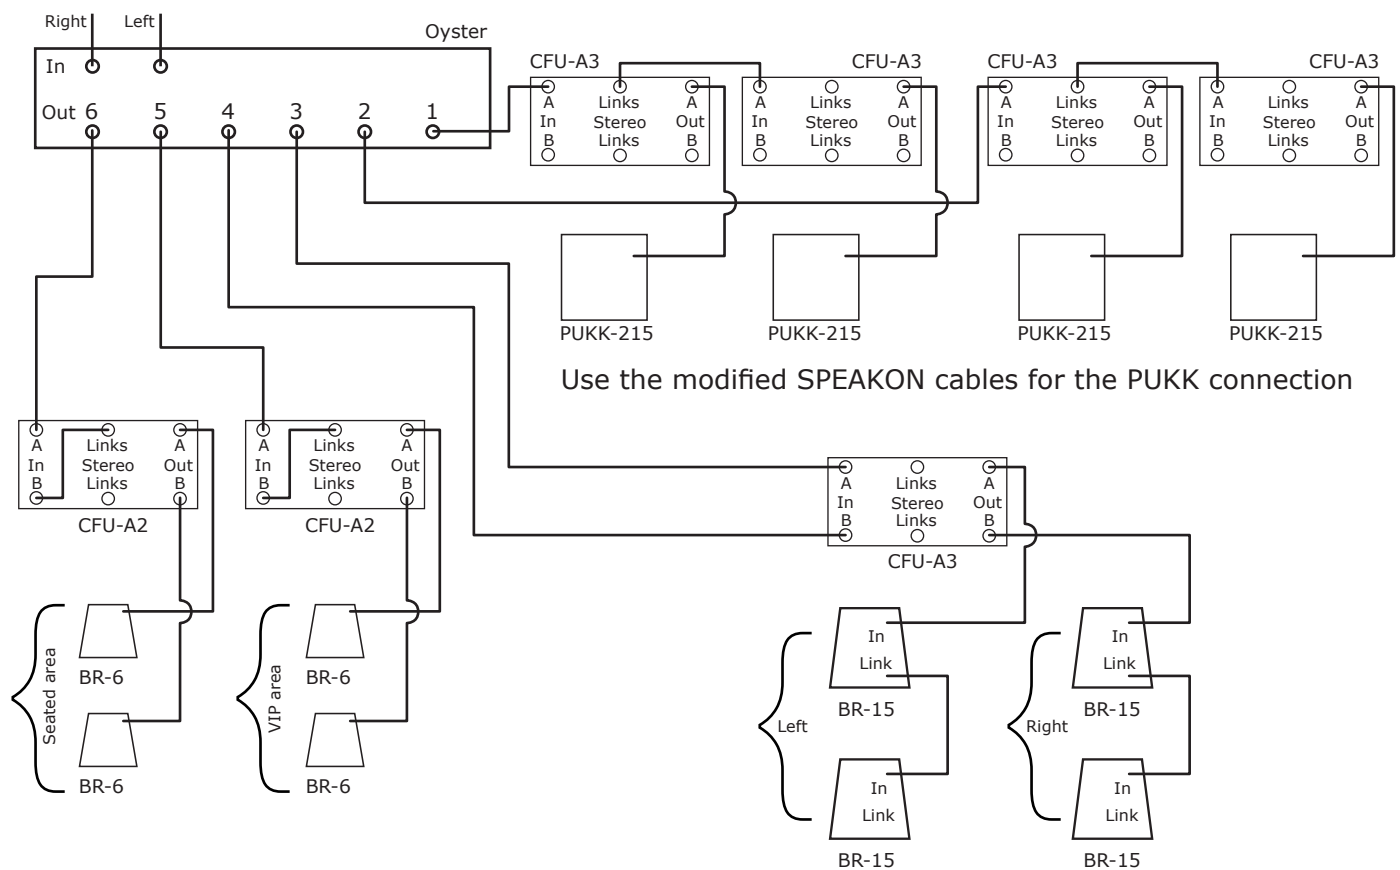 Right Left
Oyster
In
Out 6 5 4 3 2 1
CFU-A3
A Links A
In Stereo Out
B Links B
CFU-A3
A Links A
In Stereo Out
B Links B
CFU-A3
A Links A
In Stereo Out
B Links B
CFU-A3
A Links A
In Stereo Out
B Links B
PUKK-215 PUKK-215 PUKK-215 PUKK-215
Use the modified SPEAKON cables for the PUKK connection
A Links A
In Stereo Out
B Links B
CFU-A2
A Links A
In Stereo Out
B Links B
CFU-A2
A Links A
In Stereo Out
B Links B
CFU-A3
Seated area
BR-6
BR-6
VIP area
BR-6
BR-6
Left
In
Link
BR-15
In
Link
BR-15
Right
In
Link
BR-15
In
Link
BR-15